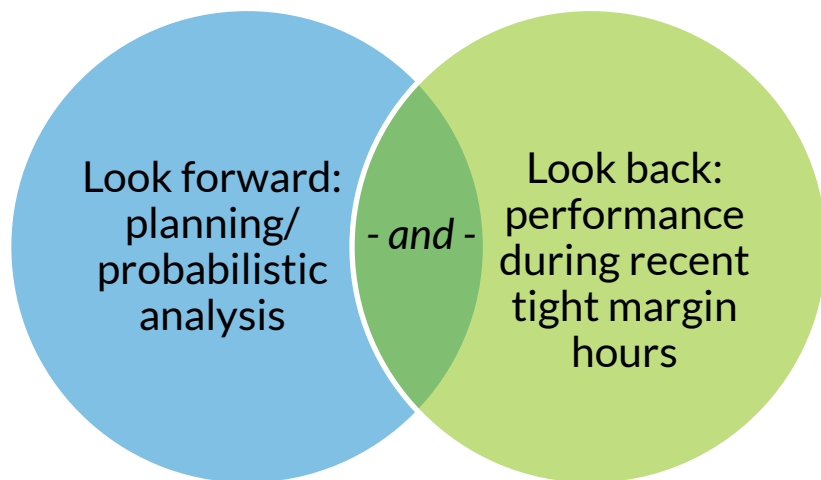 Look forward:
planning/
probabilistic
analysis
- and -
Look back:
performance
during recent
tight margin
hours